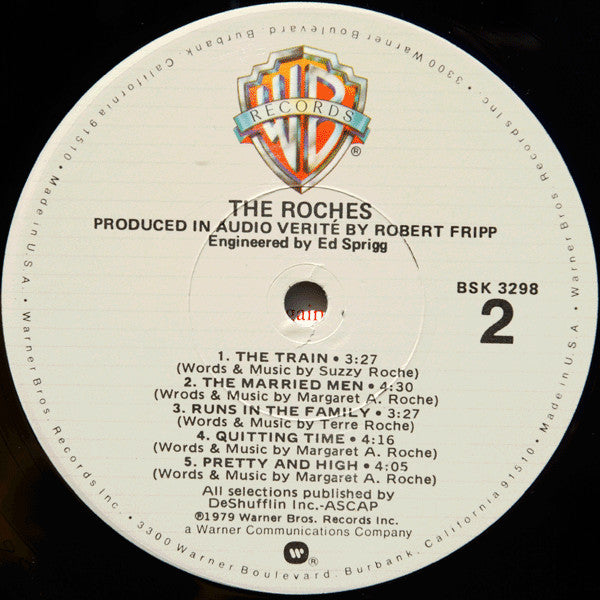 WB
RECORDS
®
THE ROCHES
PRODUCED IN AUDIO VERITÉ BY ROBERT FRIPP
Engineered by Ed Sprigg
BSK 3298
2
1. THE TRAIN • 3:27
(Words & Music by Suzzy Roche)
2. THE MARRIED MEN • 4:30
(Wrods & Music by Margaret A. Roche)
3. RUNS IN THE FAMILY • 3:27
(Words & Music by Terre Roche)
4. QUITTING TIME • 4:16
(Words & Music by Margaret A. Roche)
5. PRETTY AND HIGH • 4:05
(Words & Music by Margaret A. Roche)
All selections published by
DeShufflin Inc.-ASCAP
℗1979 Warner Bros. Records Inc.
a Warner Communications Company
W ®
Warner Bros. Records Inc. • 3300 Warner Boulevard, Burbank, California 91510 • Made in U.S.A. • Warner Bros. Records Inc. • 3300 Warner Boulevard, Burbank, California 91510 • Made in U.S.A. •